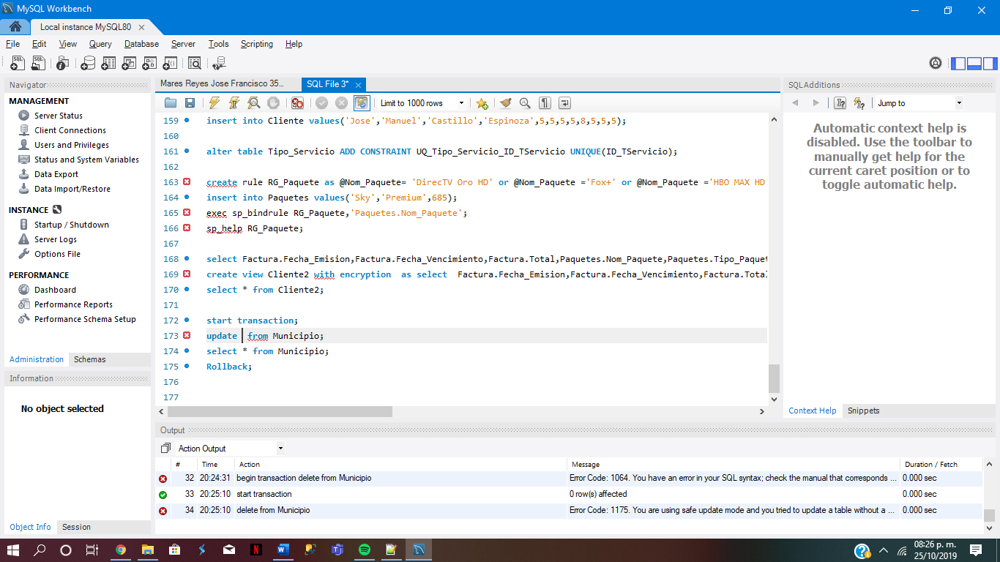 MySQL Workbench
Local instance MySQL80
File Edit View Query Database Server Tools Scripting Help
Navigator
MANAGEMENT
Server Status
Client Connections
Users and Privileges
Status and System Variables
Data Export
Data Import/Restore
INSTANCE
Startup / Shutdown
Server Logs
Options File
PERFORMANCE
Dashboard
Performance Reports
Performance Schema Setup
Administration Schemas
Information
No object selected
Object Info Session
Mares Reyes Jose Francisco 35... SQL File 3*
Limit to 1000 rows
159 insert into Cliente values('Jose','Manuel','Castillo','Espinoza',5,5,5,5,8,5,5,5);
160
161 alter table Tipo_Servicio ADD CONSTRAINT UQ_Tipo_Servicio_ID_TServicio UNIQUE(ID_TServicio);
162
163 create rule RG_Paquete as @Nom_Paquete= 'DirecTV Oro HD' or @Nom_Paquete ='Fox+' or @Nom_Paquete ='HBO MAX HD
164 insert into Paquetes values('Sky','Premium',685);
165 exec sp_bindrule RG_Paquete,'Paquetes.Nom_Paquete';
166 sp_help RG_Paquete;
167
168 select Factura.Fecha_Emision,Factura.Fecha_Vencimiento,Factura.Total,Paquetes.Nom_Paquete,Paquetes.Tipo_Paquet
169 create view Cliente2 with encryption as select Factura.Fecha_Emision,Factura.Fecha_Vencimiento,Factura.Total
170 select * from Cliente2;
171
172 start transaction;
173 update from Municipio;
174 select * from Municipio;
175 Rollback;
176
177
SQLAdditions
Jump to
Automatic context help is
disabled. Use the toolbar to
manually get help for the
current caret position or to
toggle automatic help.
Context Help Snippets
Output
Action Output
# Time Action Message Duration / Fetch
32 20:24:31 begin transaction delete from Municipio Error Code: 1064. You have an error in your SQL syntax; check the manual that corresponds ... 0.000 sec
33 20:25:10 start transaction 0 row(s) affected 0.000 sec
34 20:25:10 delete from Municipio Error Code: 1175. You are using safe update mode and you tried to update a table without a ... 0.000 sec
08:26 p. m.
25/10/2019